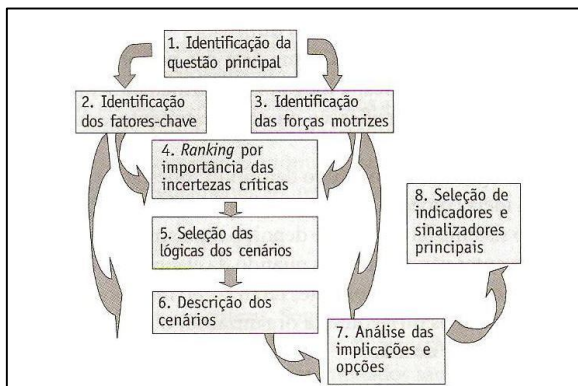 1. Identificação da
questão principal
2. Identificação
dos fatores-chave
3. Identificação
das forças motrizes
4. Ranking por
importância das
incertezas críticas
5. Seleção das
lógicas dos cenários
6. Descrição dos
cenários
7. Análise das
implicações e
opções
8. Seleção de
indicadores e
sinalizadores
principais